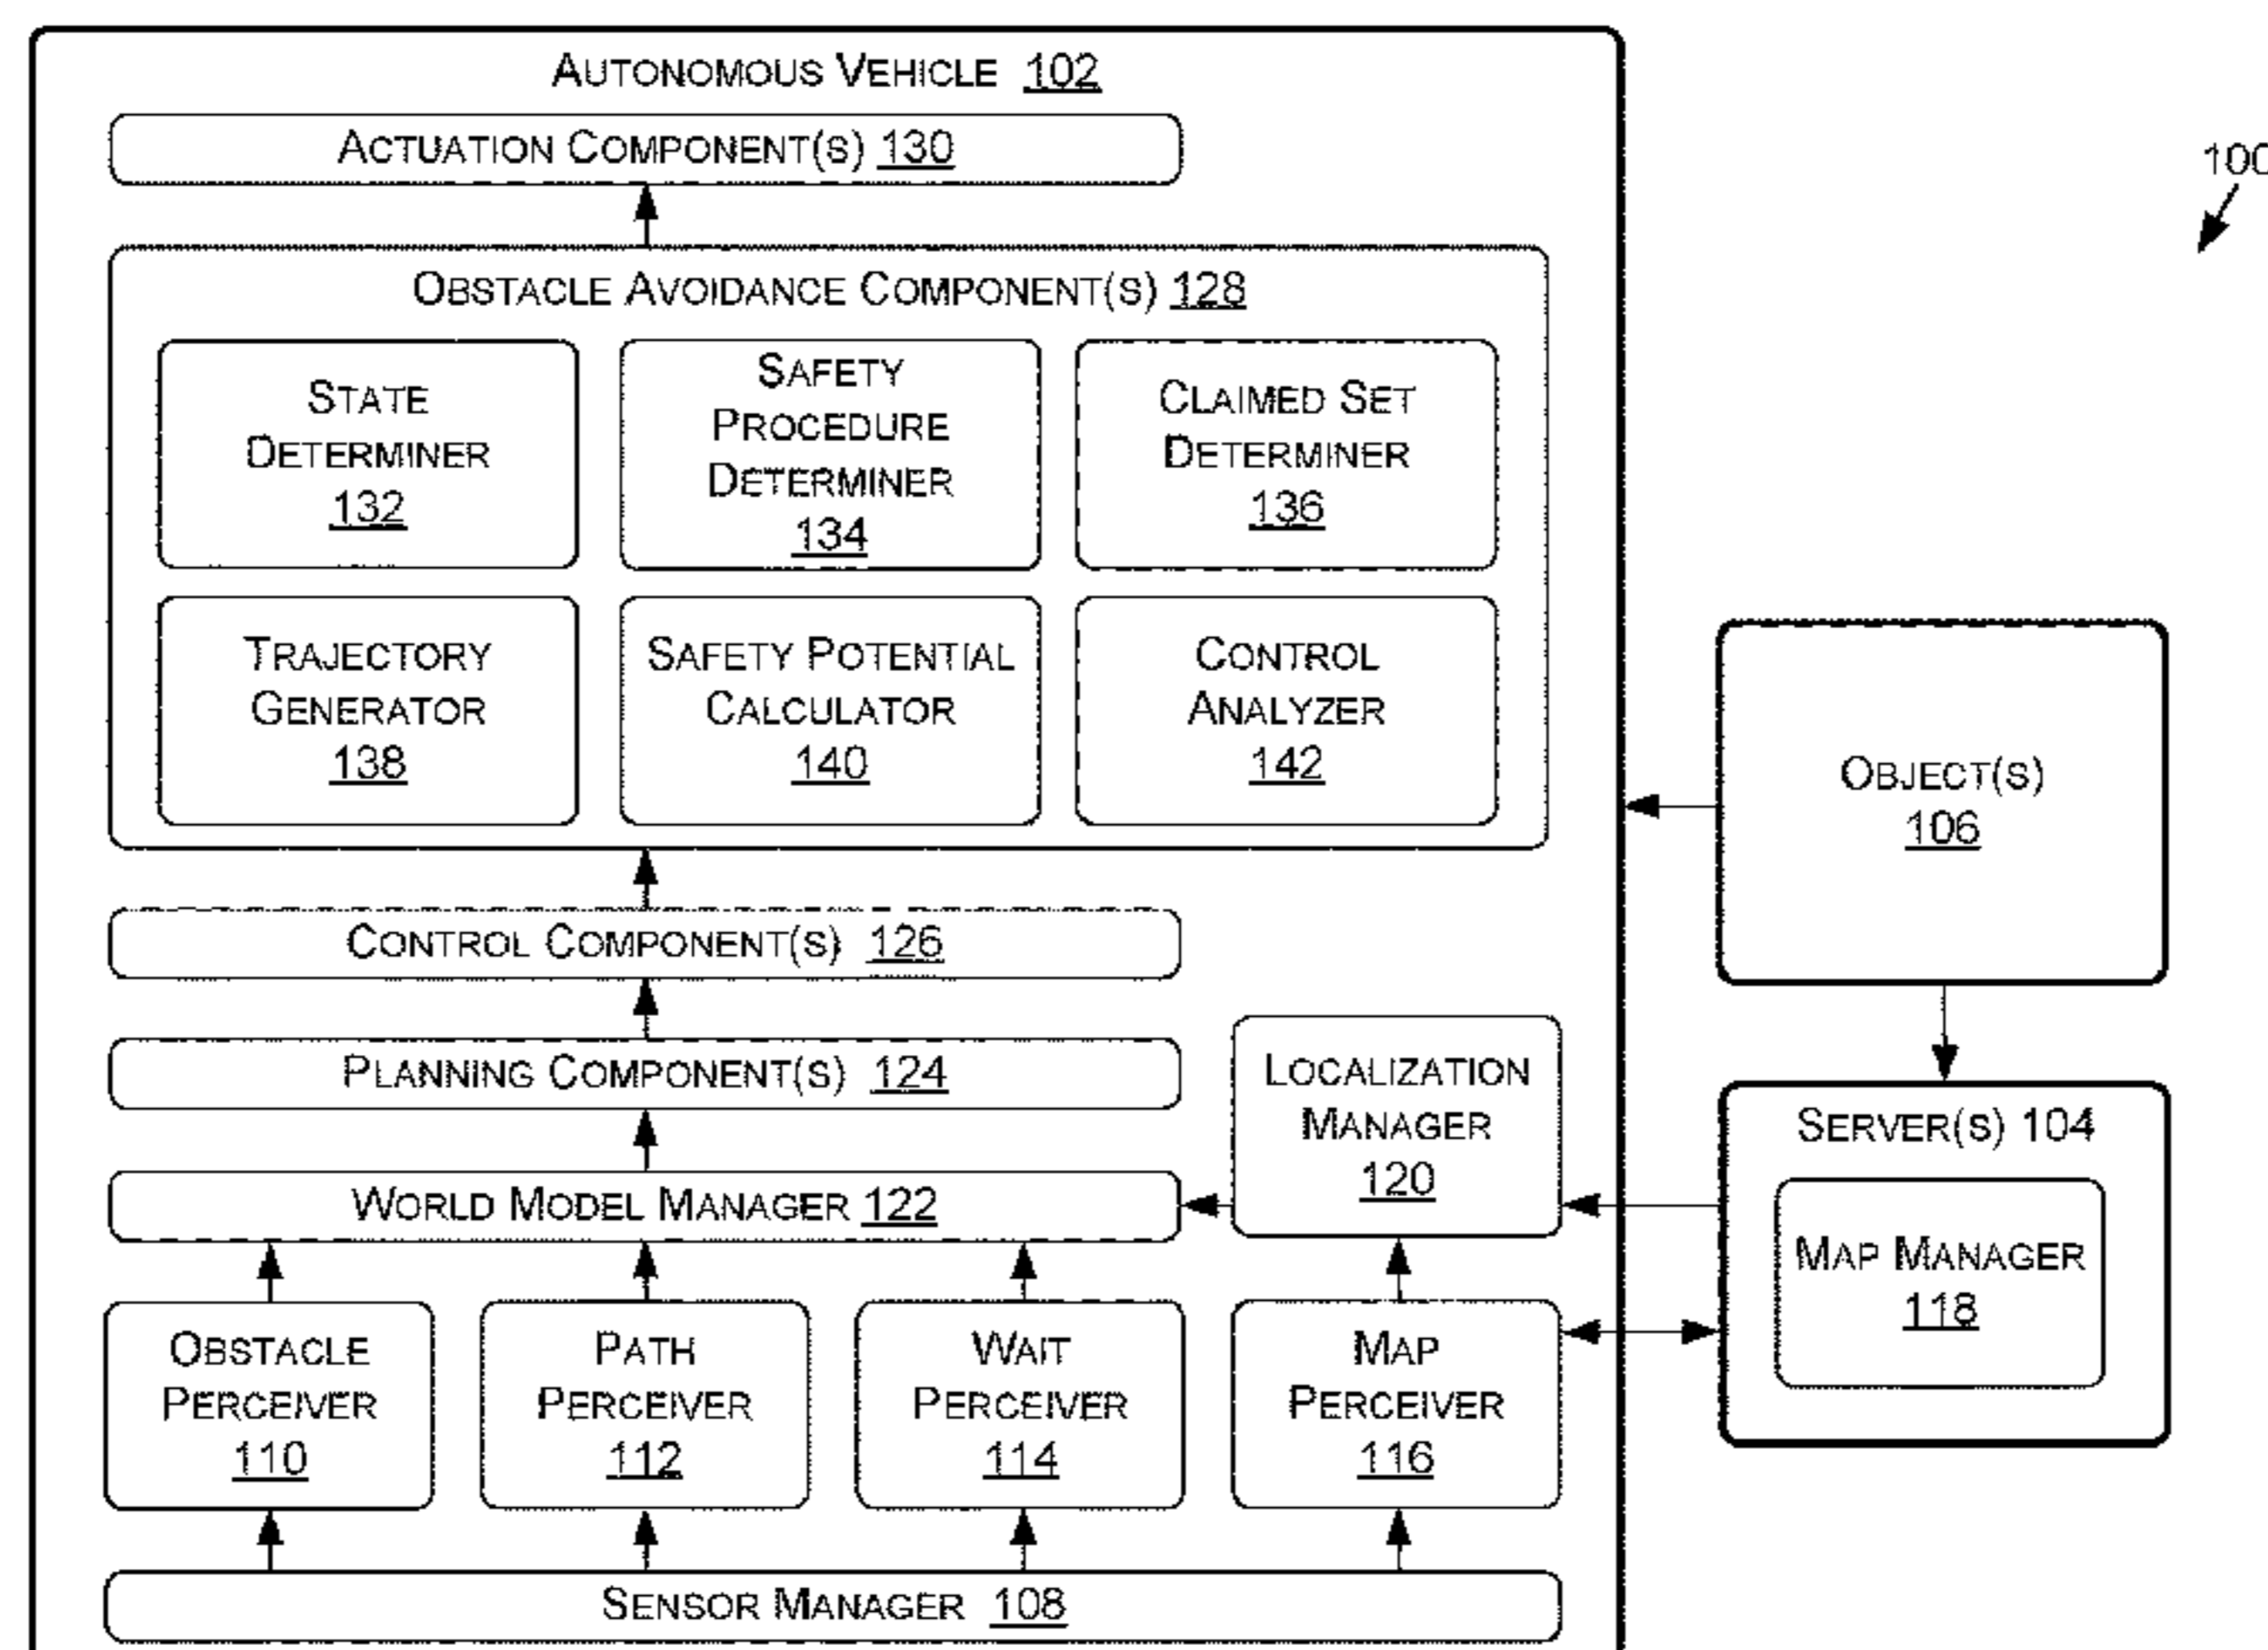 AUTONOMOUS VEHICLE 102
ACTUATION COMPONENT(S) 130
100
OBSTACLE AVOIDANCE COMPONENT(S) 128
STATE
DETERMINER
132
SAFETY
PROCEDURE
DETERMINER
134
CLAIMED SET
DETERMINER
136
TRAJECTORY
GENERATOR
138
SAFETY POTENTIAL
CALCULATOR
140
CONTROL
ANALYZER
142
OBJECT(S)
106
CONTROL COMPONENT(S) 126
PLANNING COMPONENT(S) 124
LOCALIZATION
MANAGER
120
SERVER(S) 104
MAP MANAGER
118
WORLD MODEL MANAGER 122
OBSTACLE
PERCEIVER
110
PATH
PERCEIVER
112
WAIT
PERCEIVER
114
MAP
PERCEIVER
116
SENSOR MANAGER 108